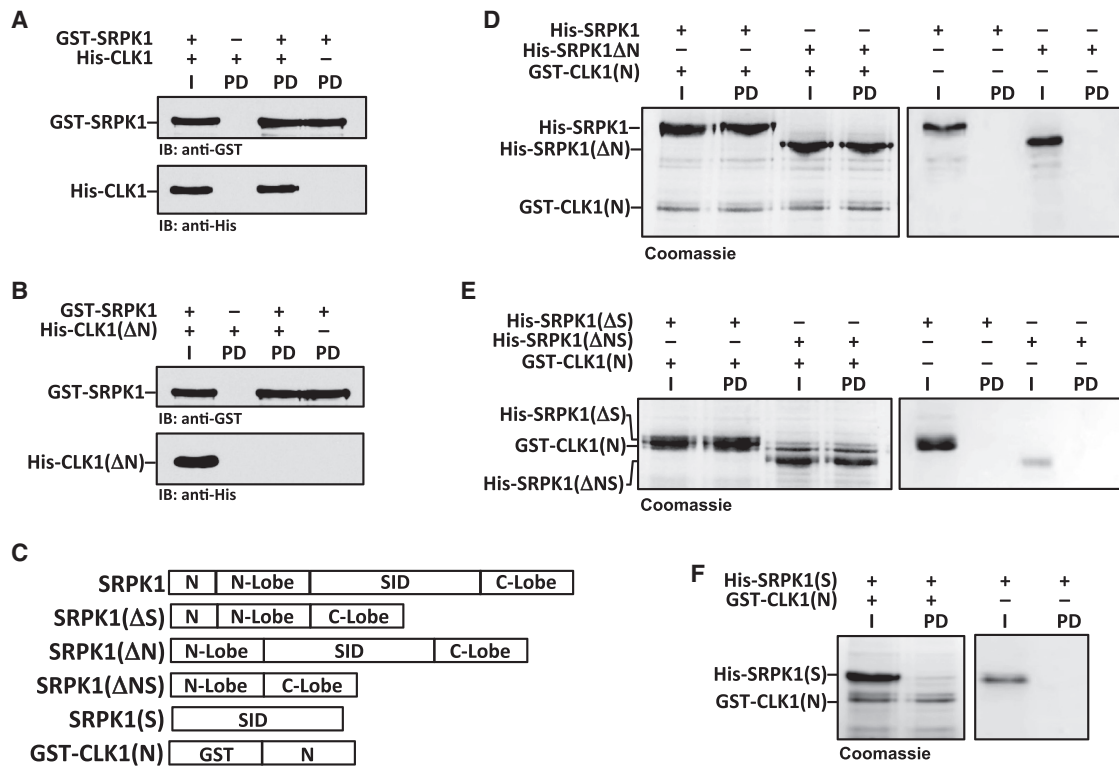 A
GST-SRPK1 + – + +
His-CLK1 + + + –
I PD PD PD
GST-SRPK1
IB: anti-GST
His-CLK1
IB: anti-His
B
GST-SRPK1 + – + +
His-CLK1(ΔN) + + + –
I PD PD PD
GST-SRPK1
IB: anti-GST
His-CLK1(ΔN)
IB: anti-His
C
SRPK1 N N-Lobe SID C-Lobe
SRPK1(ΔS) N N-Lobe C-Lobe
SRPK1(ΔN) N-Lobe SID C-Lobe
SRPK1(ΔNS) N-Lobe C-Lobe
SRPK1(S) SID
GST-CLK1(N) GST N
D
His-SRPK1 + + – – + + – –
His-SRPK1ΔN – – + + – – + +
GST-CLK1(N) + + + + – – – –
I PD I PD I PD I PD
His-SRPK1
His-SRPK1(ΔN)
GST-CLK1(N)
Coomassie
E
His-SRPK1(ΔS) + + – – + + – –
His-SRPK1(ΔNS) – – + + – – + +
GST-CLK1(N) + + + + – – – –
I PD I PD I PD I PD
His-SRPK1(ΔS)
GST-CLK1(N)
His-SRPK1(ΔNS)
Coomassie
F
His-SRPK1(S) + + + +
GST-CLK1(N) + + – –
I PD I PD
His-SRPK1(S)
GST-CLK1(N)
Coomassie